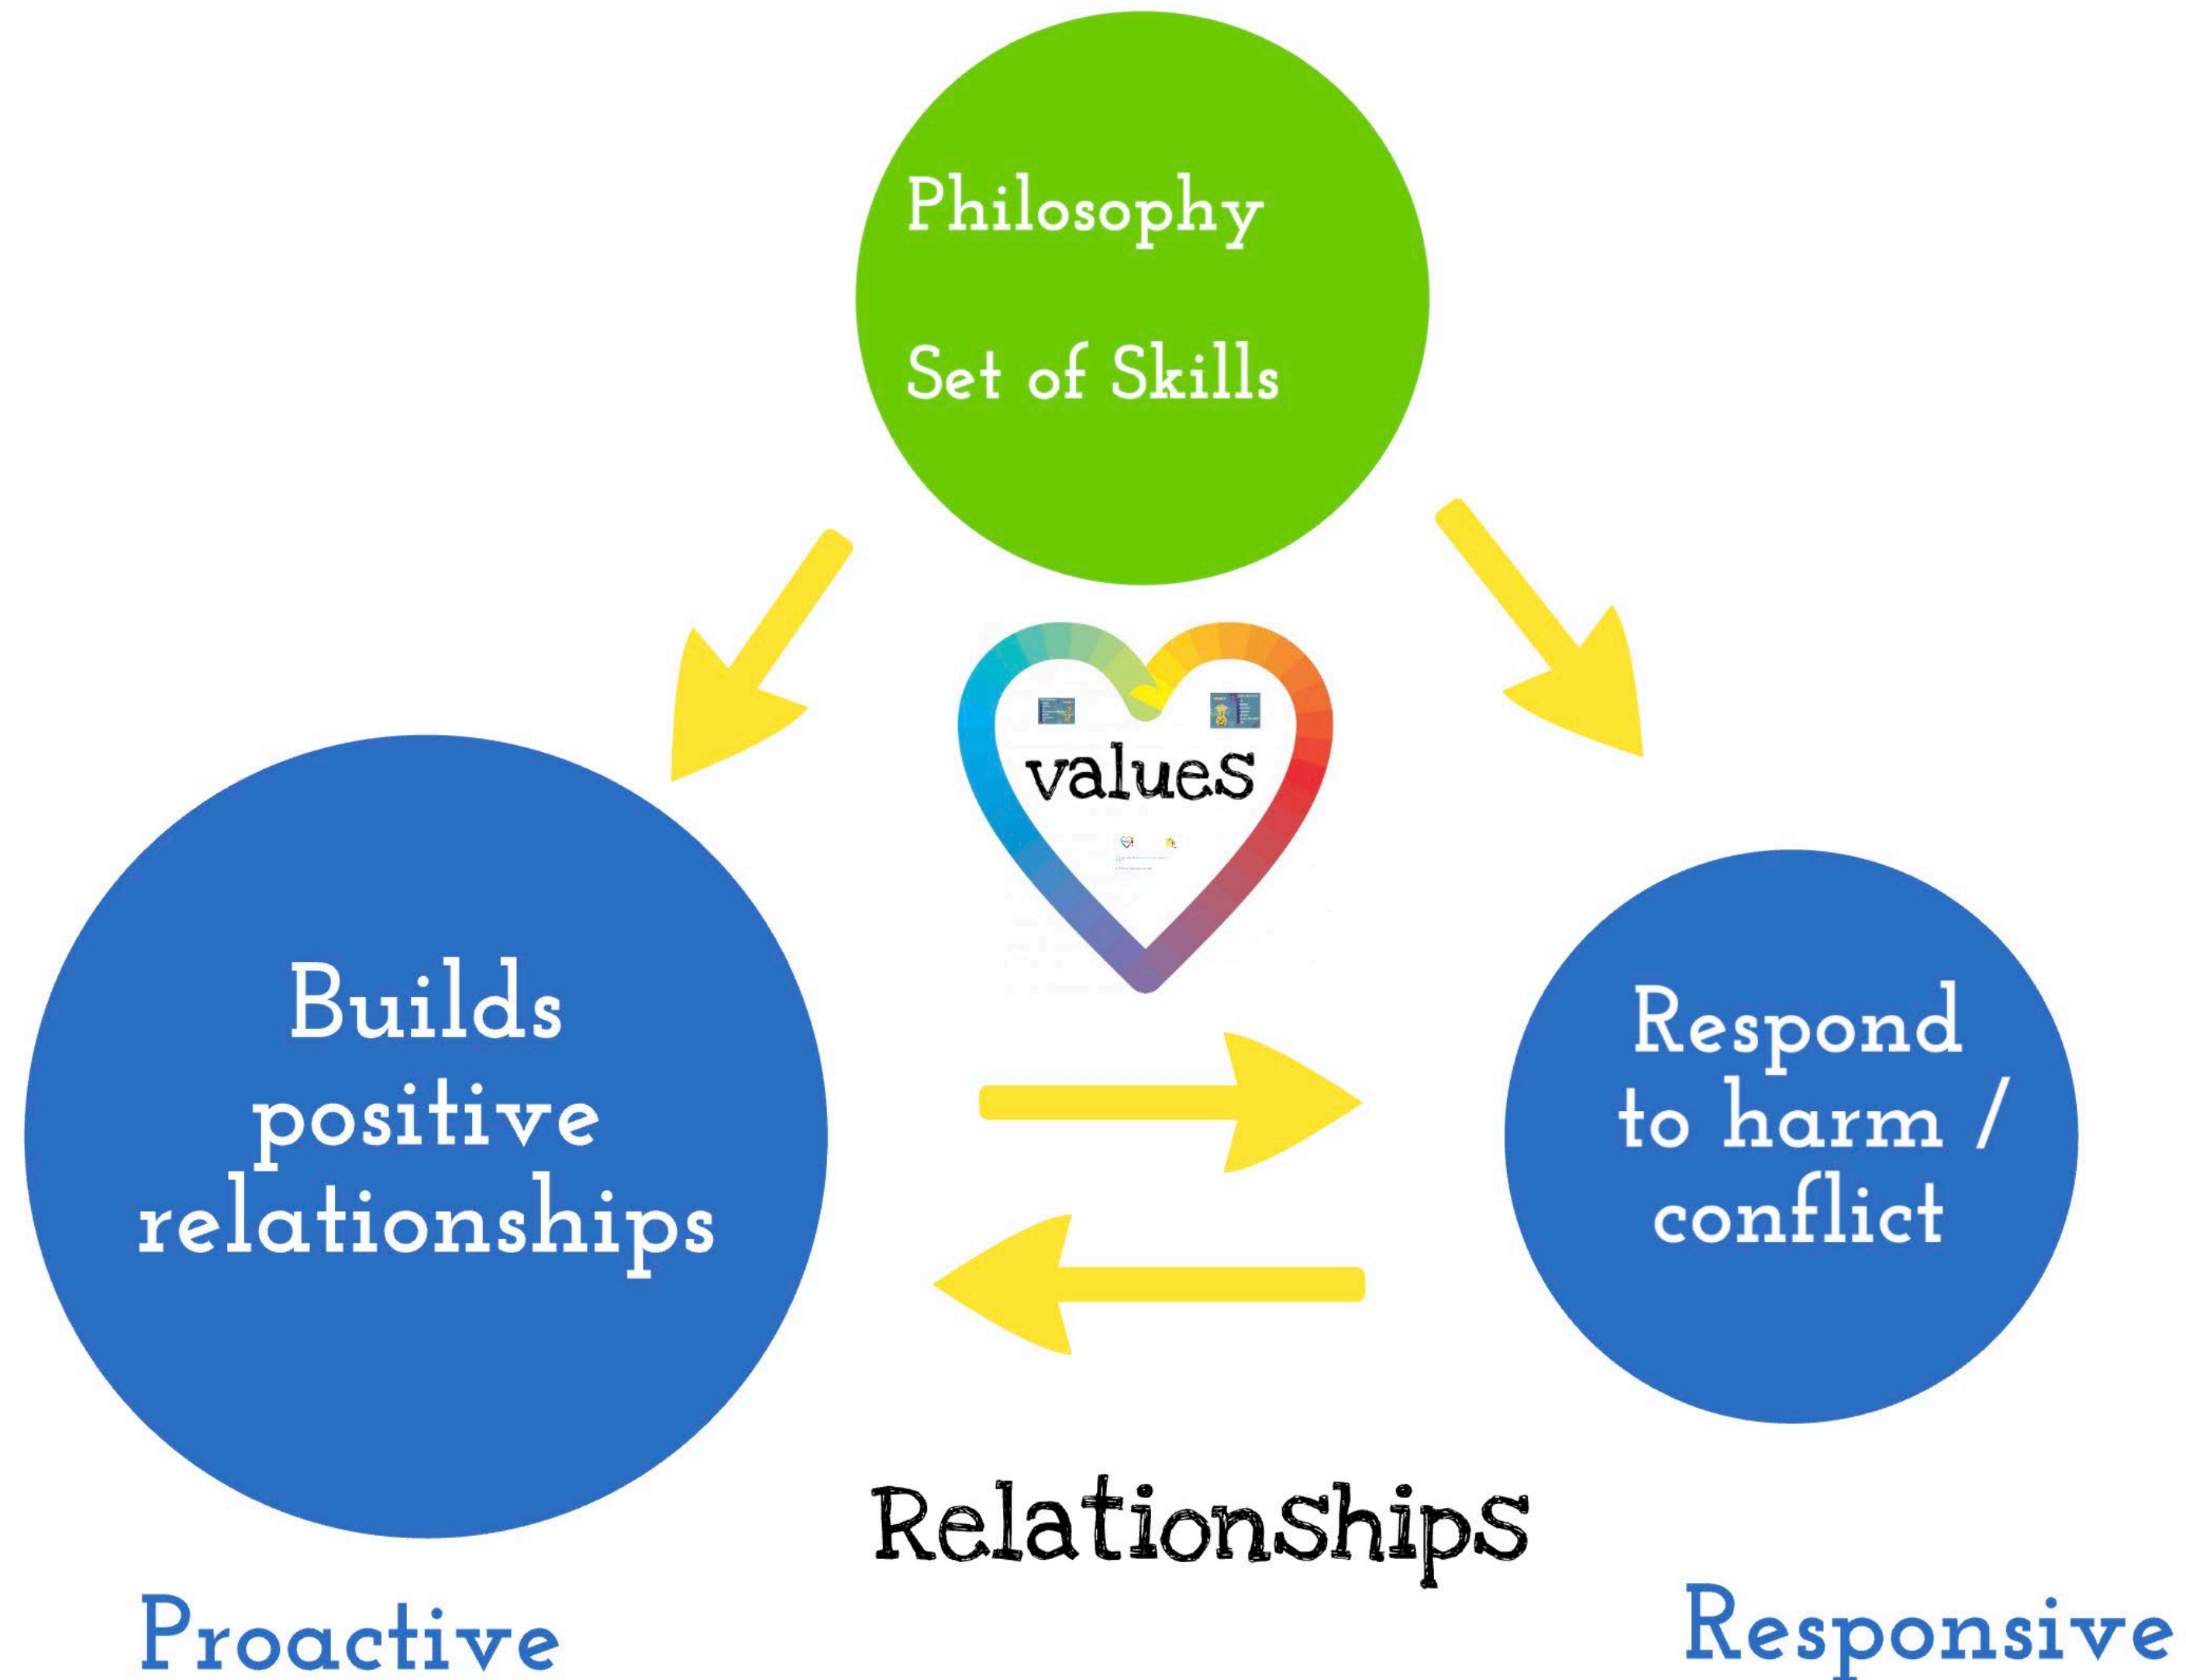 Philosophy
Set of Skills
values
Builds
positive
relationships
Respond
to harm /
conflict
Relationships
Proactive
Responsive